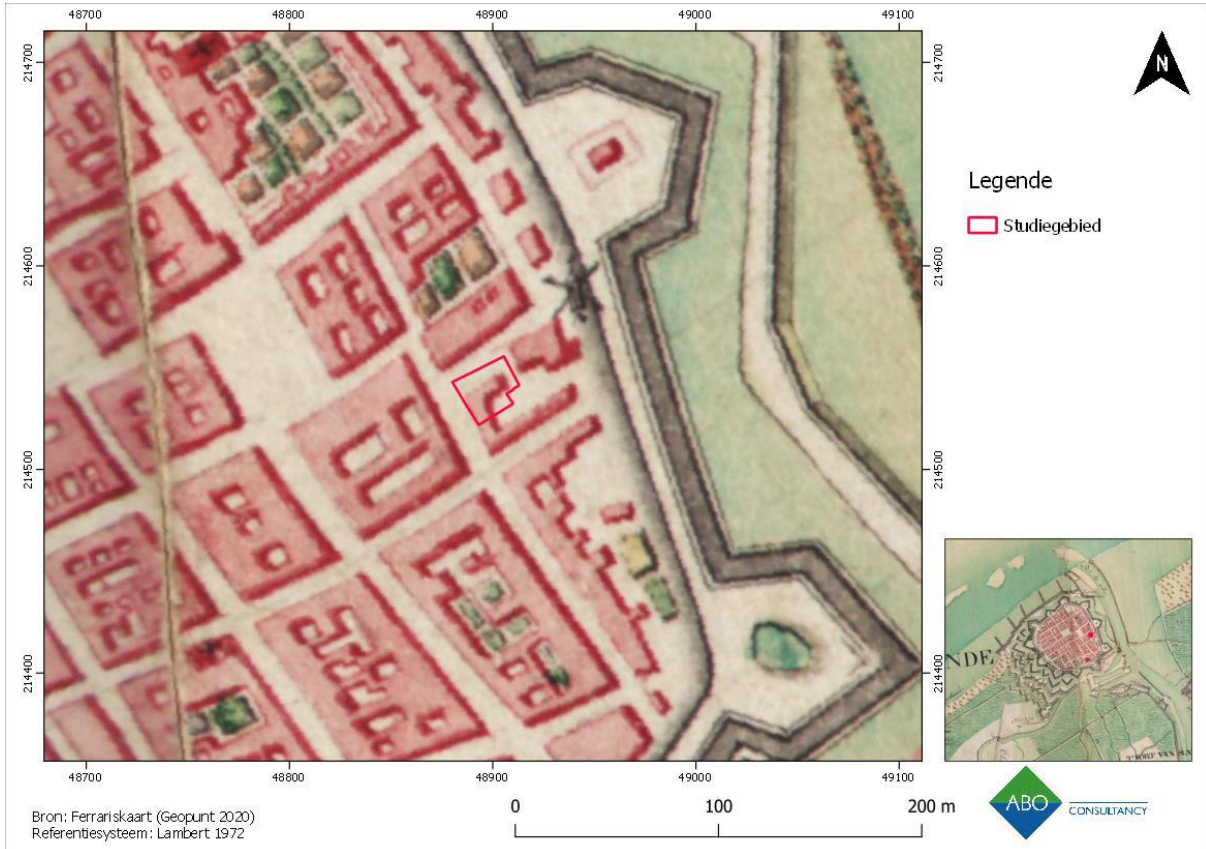 48700 48800 48900 49000 49100
214700 214700
N
Legende
Studiegebied
214600 214600
214500 214500
214400 214400
NDE
48700 48800 48900 49000 49100
Bron: Ferrariskaart (Geopunt 2020)
Referentiesysteem: Lambert 1972
0 100 200 m
ABO
CONSULTANCY